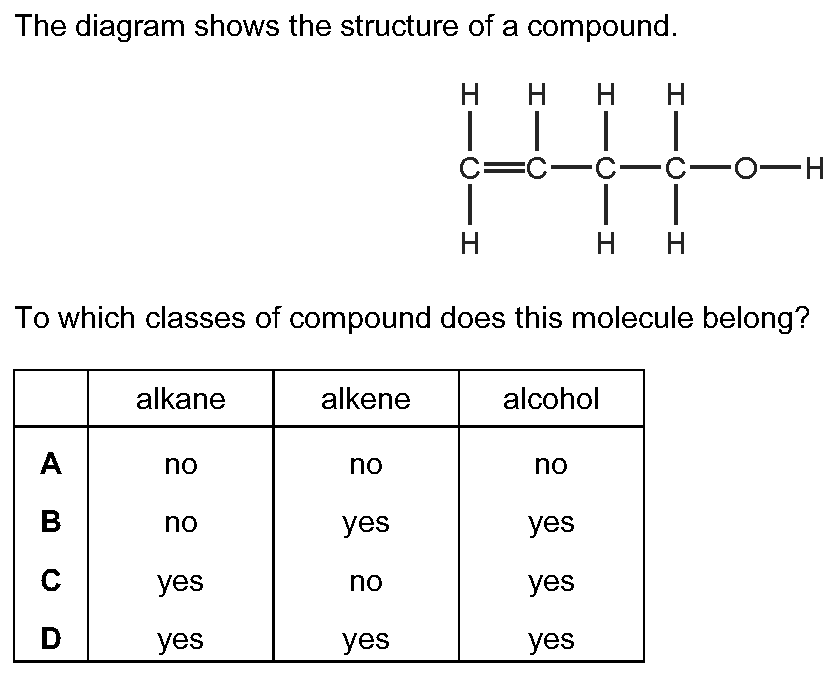 The diagram shows the structure of a compound.
H H H H
C C C C O H
H H H
To which classes of compound does this molecule belong?
alkane alkene alcohol
A no no no
B no yes yes
C yes no yes
D yes yes yes